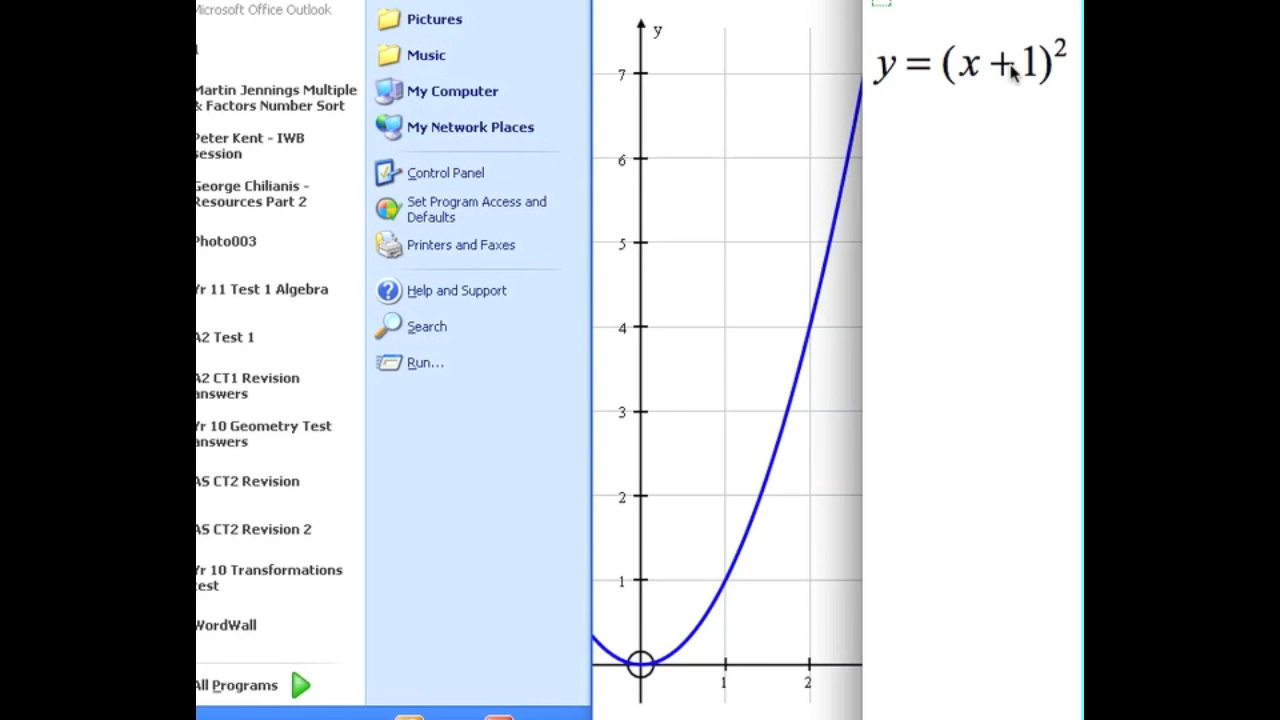 Microsoft Office Outlook
Martin Jennings Multiple
& Factors Number Sort
Peter Kent - IWB
session
George Chilianis -
Resources Part 2
Photo003
Yr 11 Test 1 Algebra
A2 Test 1
A2 CT1 Revision
answers
Yr 10 Geometry Test
answers
AS CT2 Revision
AS CT2 Revision 2
Yr 10 Transformations
test
WordWall
All Programs
Pictures
Music
My Computer
My Network Places
Control Panel
Set Program Access and
Defaults
Printers and Faxes
Help and Support
Search
Run...
y
7
6
5
4
3
2
1
1 2
y = (x + 1)²